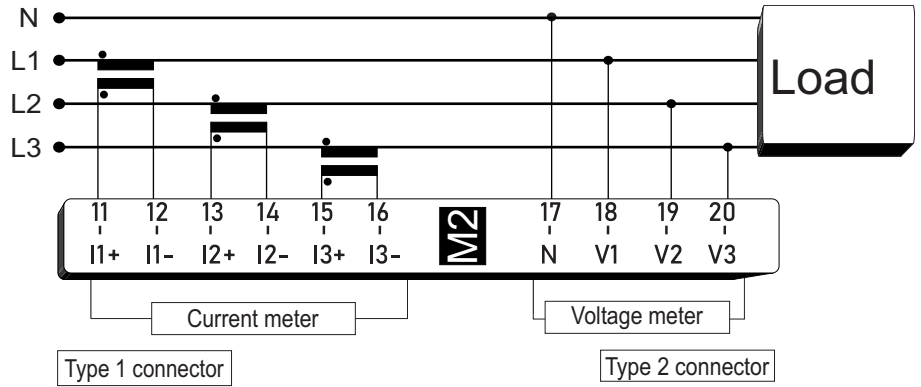 N
L1
Load
L2
L3
11 12 13 14 15 16 M2 17 18 19 20
- - - - - - - - - -
I1+ I1- I2+ I2- I3+ I3- N V1 V2 V3
Current meter Voltage meter
Type 1 connector Type 2 connector